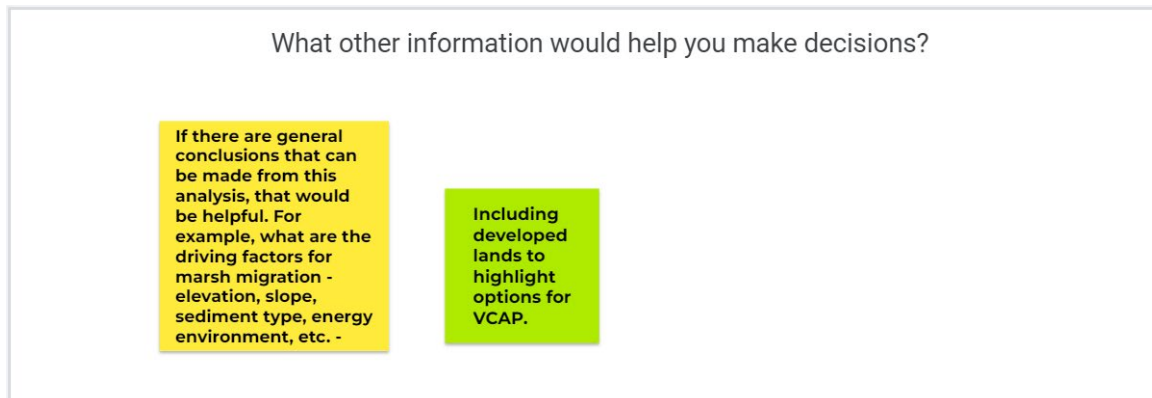 What other information would help you make decisions?
If there are general
conclusions that can
be made from this
analysis, that would
be helpful. For
example, what are the
driving factors for
marsh migration -
elevation, slope,
sediment type, energy
environment, etc. -
Including
developed
lands to
highlight
options for
VCAP.